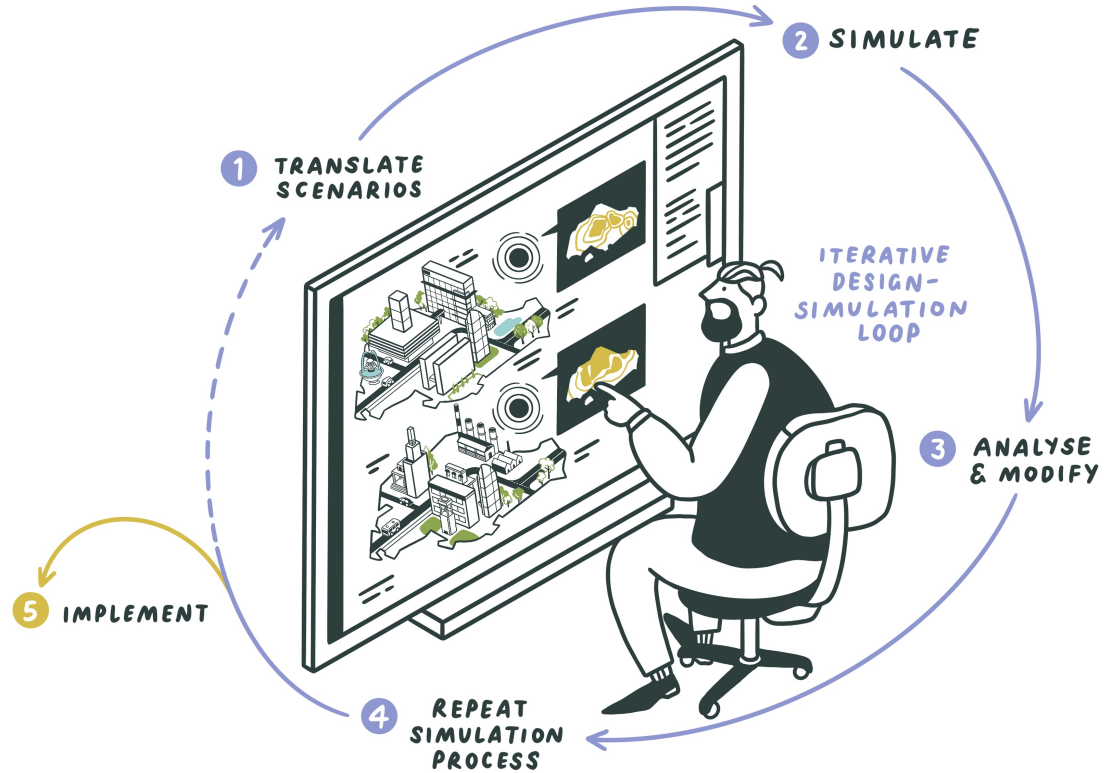 1 TRANSLATE
SCENARIOS
2 SIMULATE
ITERATIVE
DESIGN-
SIMULATION
LOOP
3 ANALYSE
& MODIFY
4 REPEAT
SIMULATION
PROCESS
5 IMPLEMENT